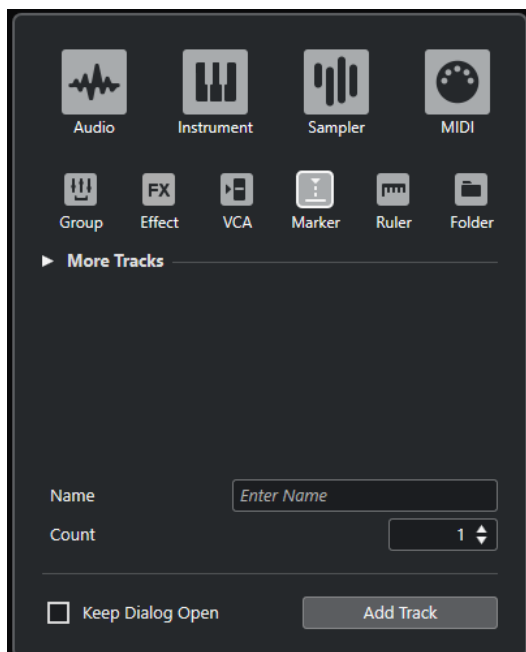 Audio Instrument Sampler MIDI
FX
Group Effect VCA Marker Ruler Folder
More Tracks
Name Enter Name
Count 1
Keep Dialog Open Add Track